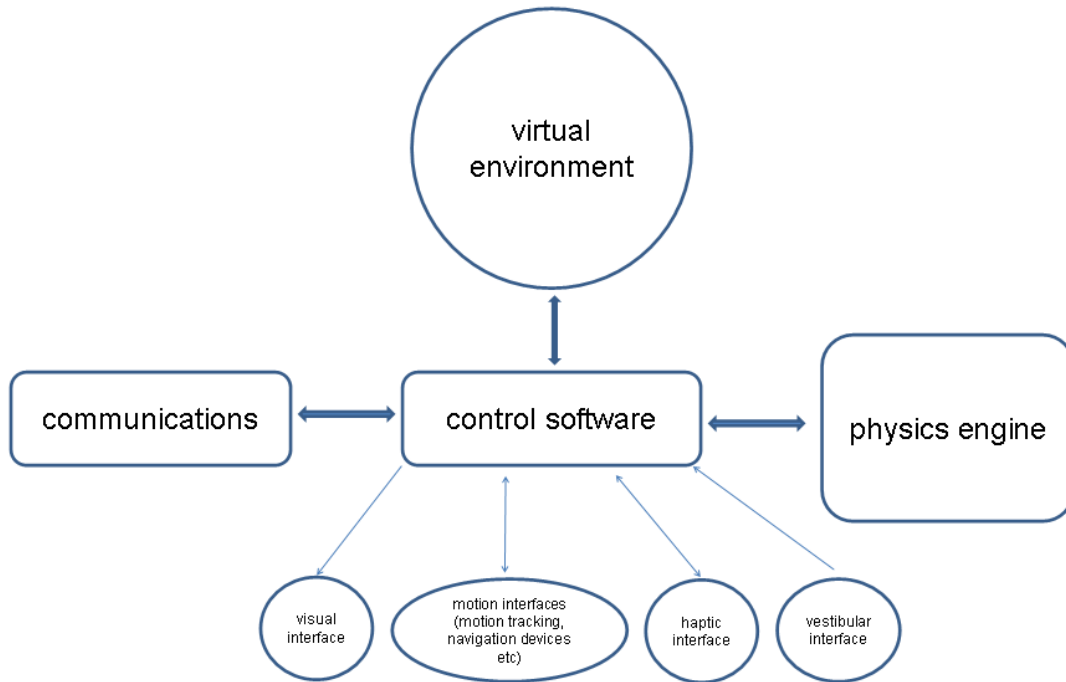 virtual
environment
communications
control software
physics engine
visual
interface
motion interfaces
(motion tracking,
navigation devices
etc)
haptic
interface
vestibular
interface